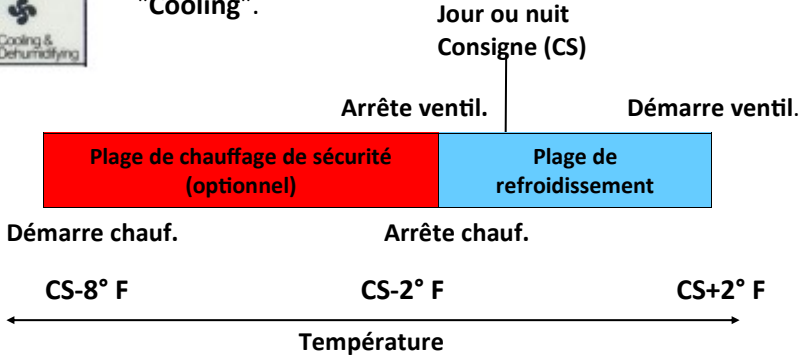 "Cooling".
Cooling &
Dehumidifying
Jour ou nuit
Consigne (CS)
Arrête ventil.
Démarre ventil.
Plage de chauffage de sécurité
(optionnel)
Plage de
refroidissement
Démarre chauf.
Arrête chauf.
CS-8° F
CS-2° F
CS+2° F
Température